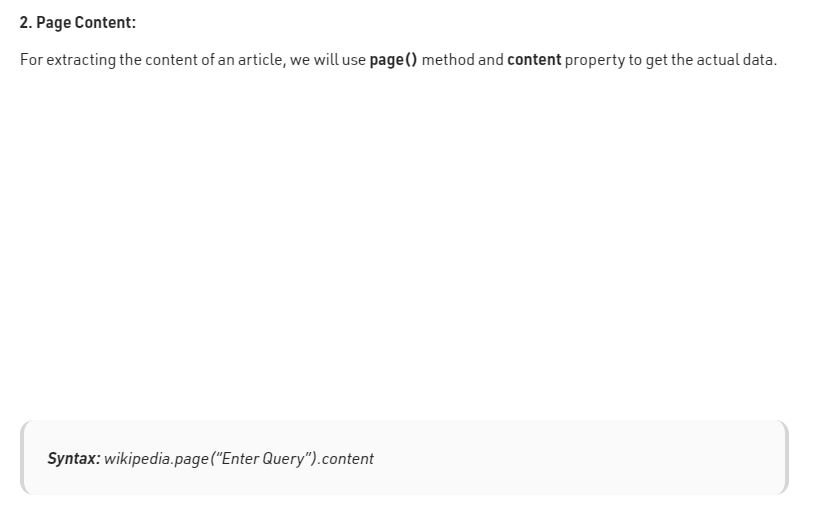 2. Page Content:
For extracting the content of an article, we will use page() method and content property to get the actual data.
Syntax: wikipedia.page(“Enter Query”).content